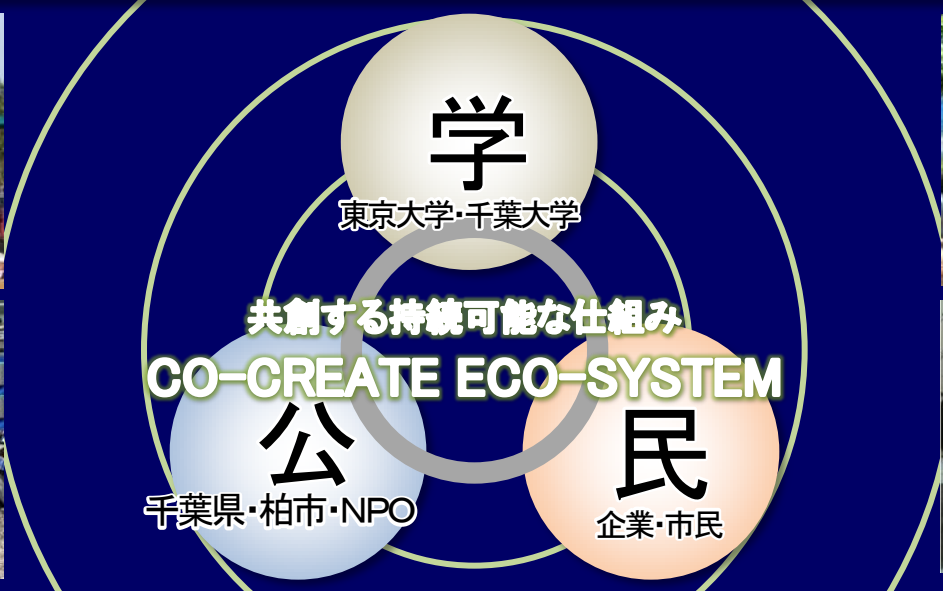 学
東京大学・千葉大学
共創する持続可能な仕組み
CO-CREATE ECO-SYSTEM
公
千葉県・柏市・NPO
民
企業・市民